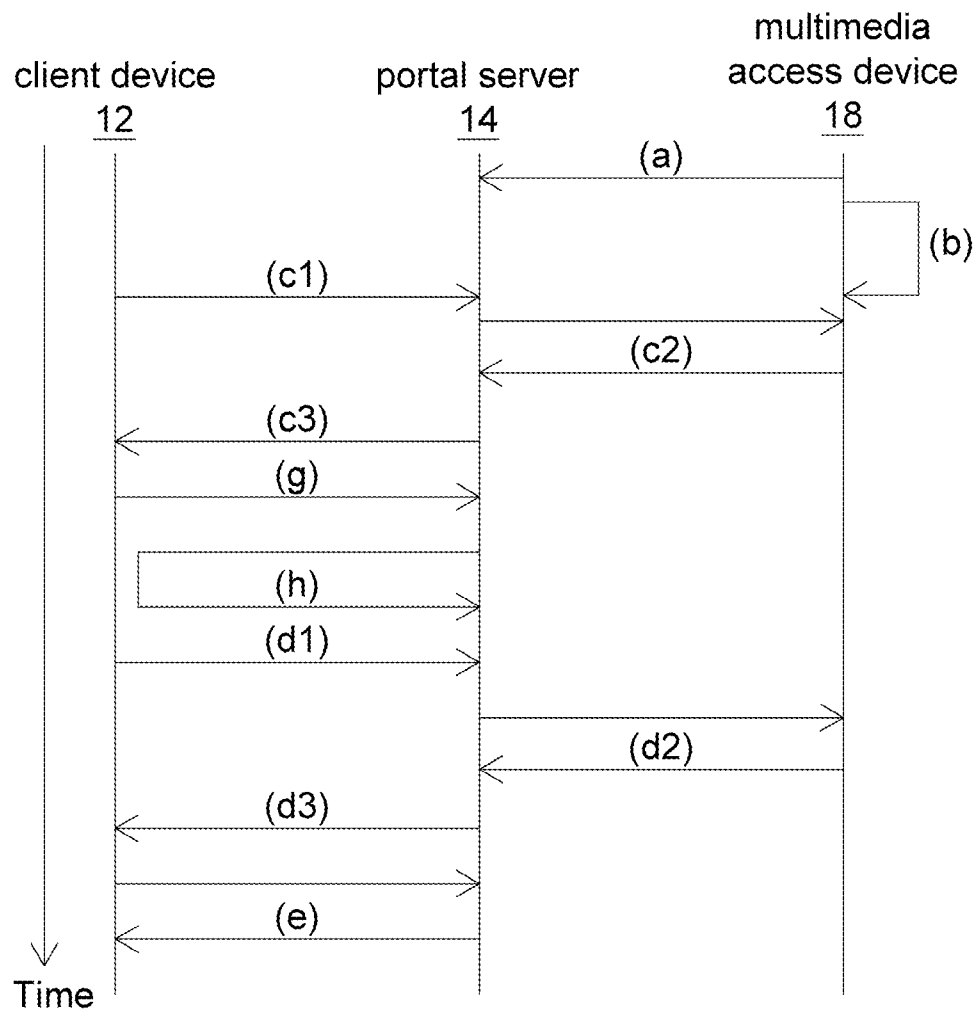 multimedia
client device portal server access device
12 14 18
(a)
(b)
(c1)
(c2)
(c3)
(g)
(h)
(d1)
(d2)
(d3)
(e)
Time